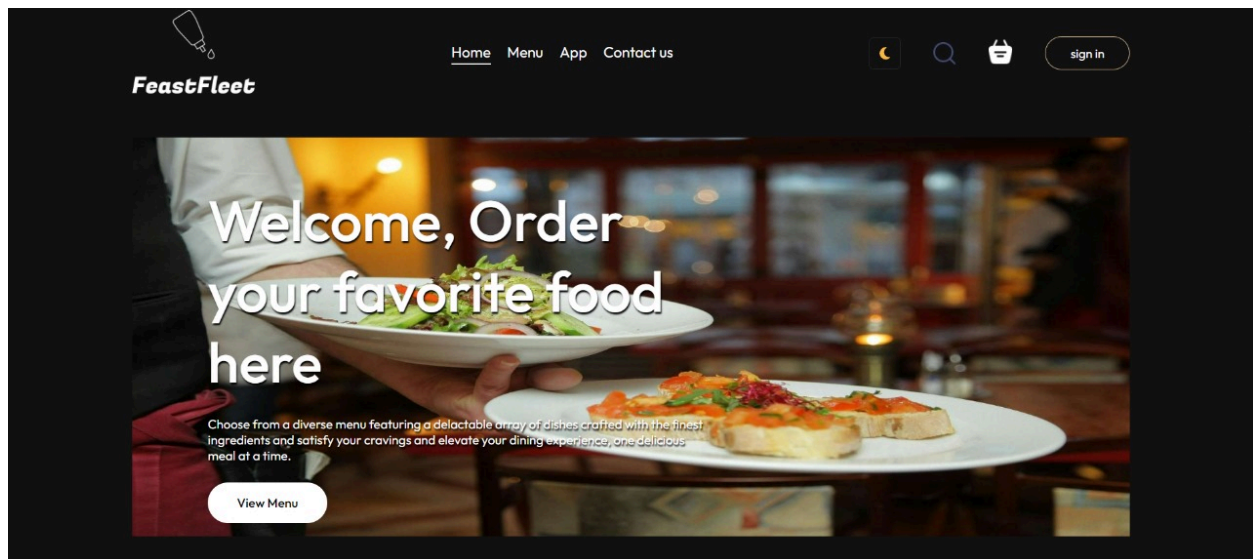 FeastFleet
Home Menu App Contact us
sign in
Welcome, Order
your favorite food
here
Choose from a diverse menu featuring a delactable array of dishes crafted with the finest
ingredients and satisfy your cravings and elevate your dining experience, one delicious
meal at a time.
View Menu